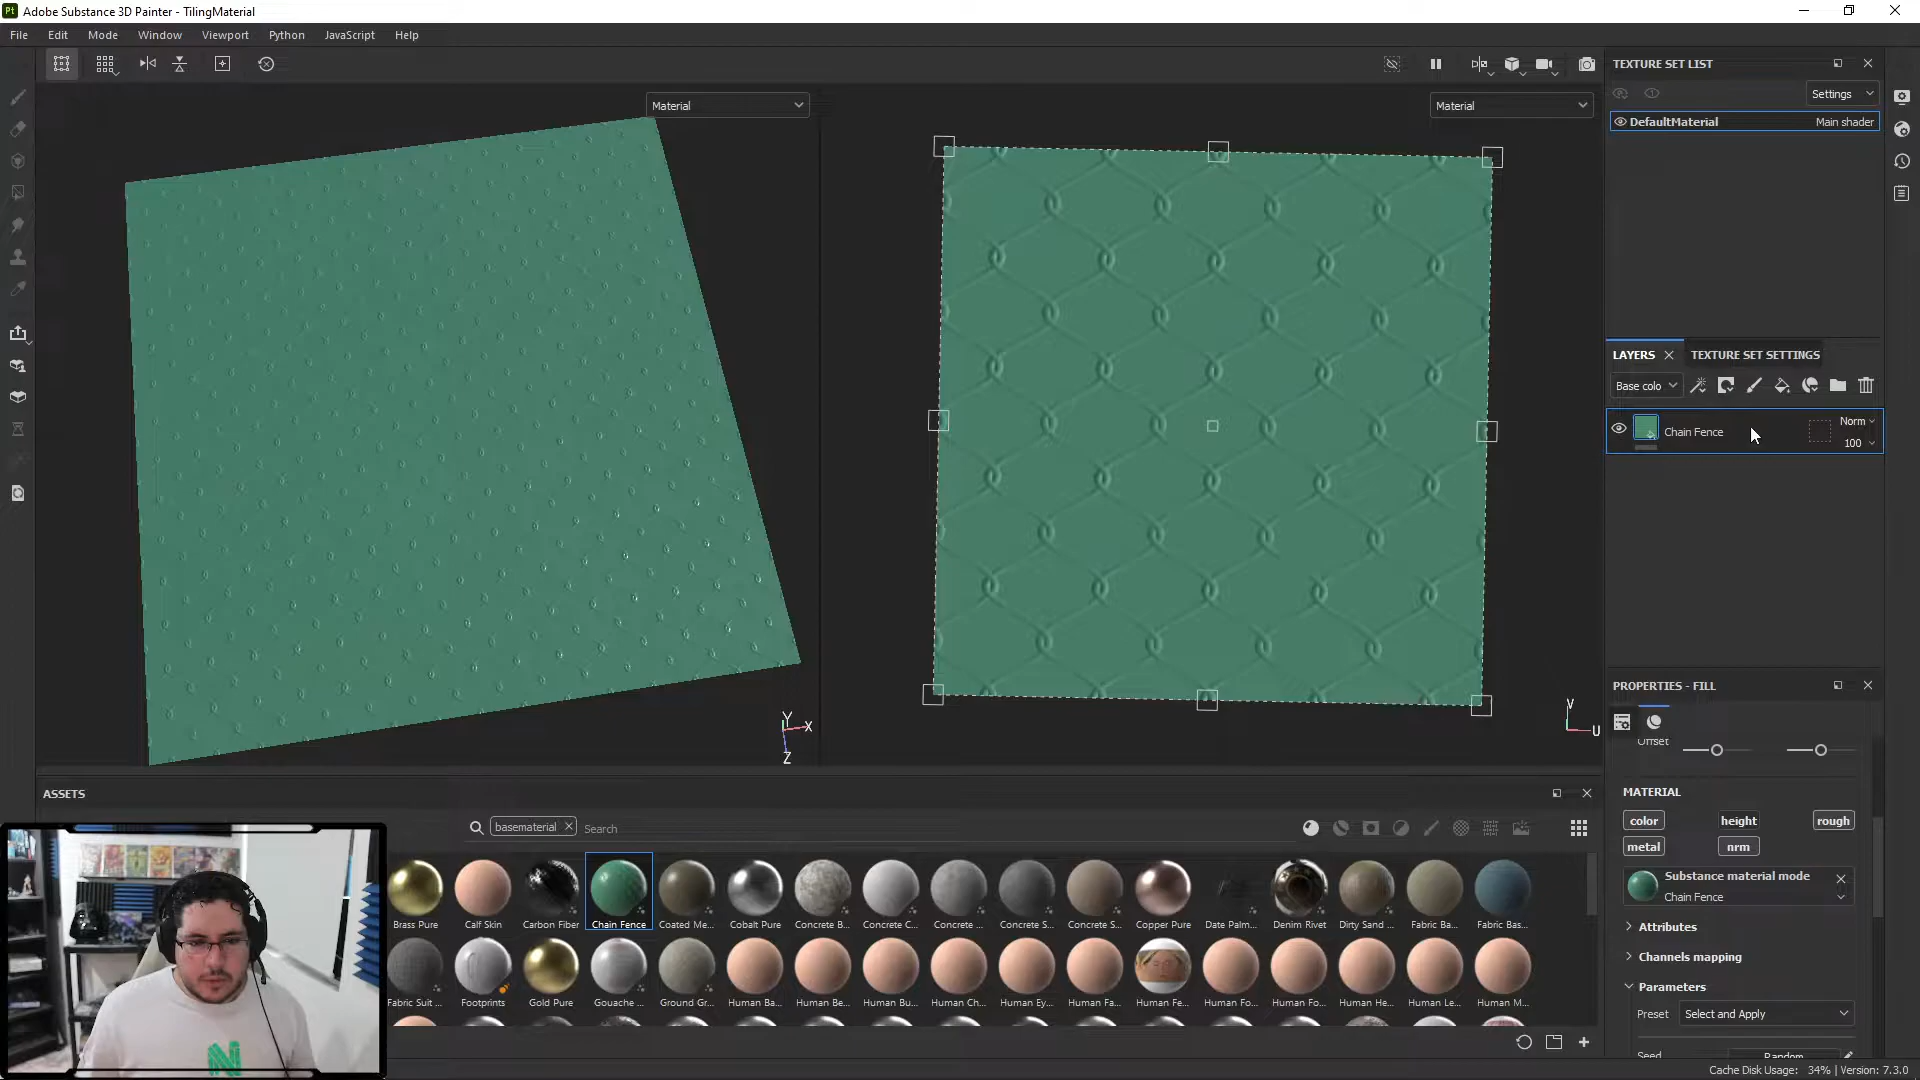 Adobe Substance 3D Painter - TilingMaterial
File Edit Mode Window Viewport Python JavaScript Help
Material
Material
TEXTURE SET LIST
Settings
DefaultMaterial Main shader
LAYERS TEXTURE SET SETTINGS
Base colo
Chain Fence Norm
100
PROPERTIES - FILL
Offset
MATERIAL
color height rough
metal nrm
Substance material mode
Chain Fence
Attributes
Channels mapping
Parameters
Preset Select and Apply
Seed Random
Y X
Z
V
U
ASSETS
basematerial Search
Brass Pure Calf Skin Carbon Fiber Chain Fence Coated Me... Cobalt Pure Concrete B... Concrete C... Concrete ... Concrete S... Concrete S... Copper Pure Date Palm... Denim Rivet Dirty Sand ... Fabric Ba... Fabric Bas...
Fabric Suit ... Footprints Gold Pure Gouache ... Ground Gr... Human Ba... Human Be... Human Bu... Human Ch... Human Ey... Human Fa... Human Fe... Human Fo... Human Fo... Human He... Human Le... Human M...
Cache Disk Usage: 34% | Version: 7.3.0
Pt
N